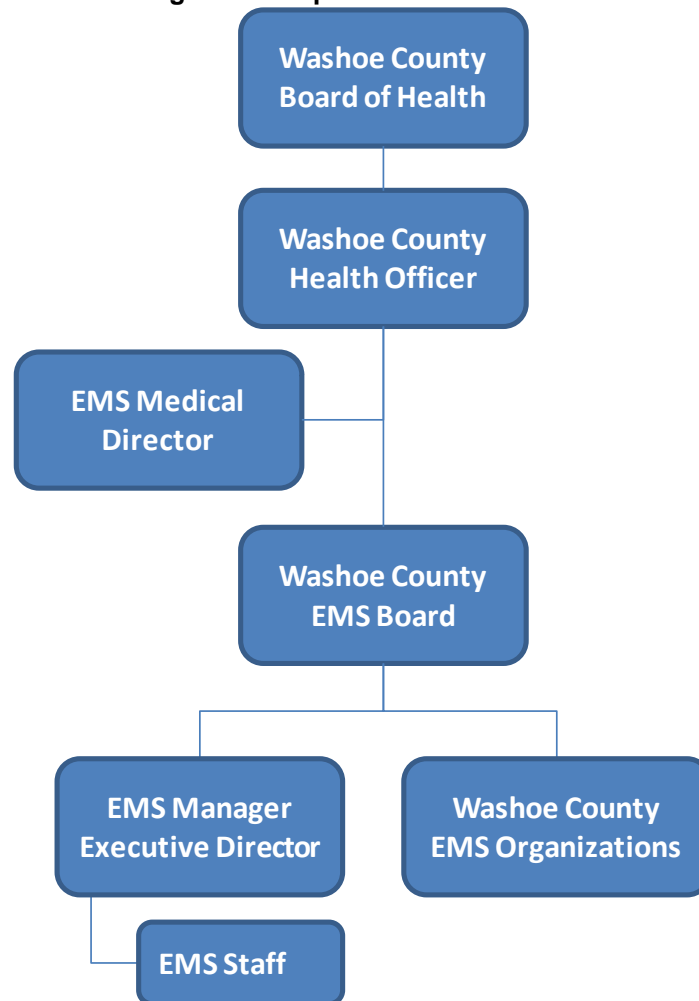 Washoe County
Board of Health
Washoe County
Health Officer
EMS Medical
Director
Washoe County
EMS Board
EMS Manager
Executive Director
Washoe County
EMS Organizations
EMS Staff